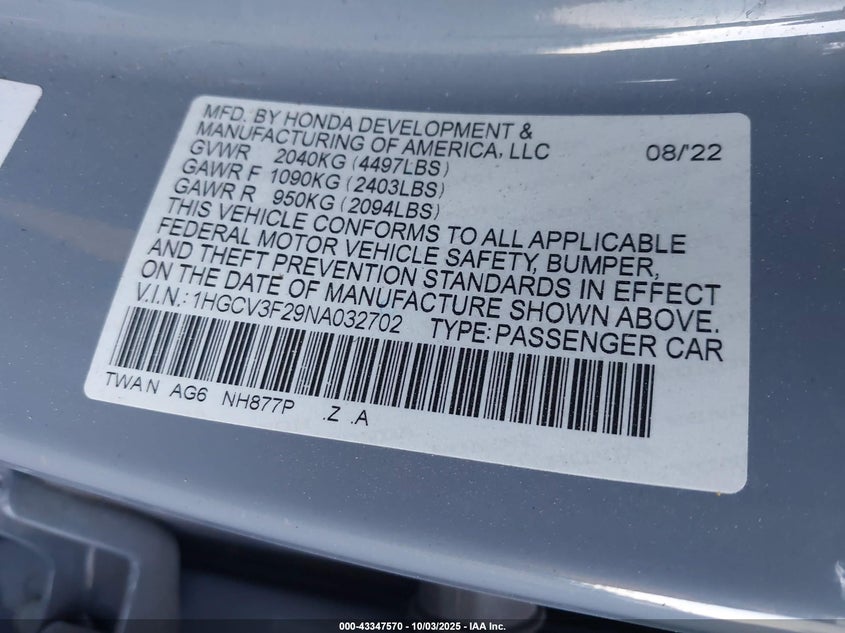 MFD. BY HONDA DEVELOPMENT &
MANUFACTURING OF AMERICA, LLC 08/'22
GVWR 2040KG (4497LBS)
GAWR F 1090KG (2403LBS)
GAWR R 950KG (2094LBS)
THIS VEHICLE CONFORMS TO ALL APPLICABLE
FEDERAL MOTOR VEHICLE SAFETY, BUMPER,
AND THEFT PREVENTION STANDARDS IN EFFECT
ON THE DATE OF MANUFACTURE SHOWN ABOVE.
V.I.N.: 1HGCV3F29NA032702 TYPE: PASSENGER CAR
TWA N AG6 NH877P .Z .A
000-43347570 - 10/03/2025 - IAA Inc.